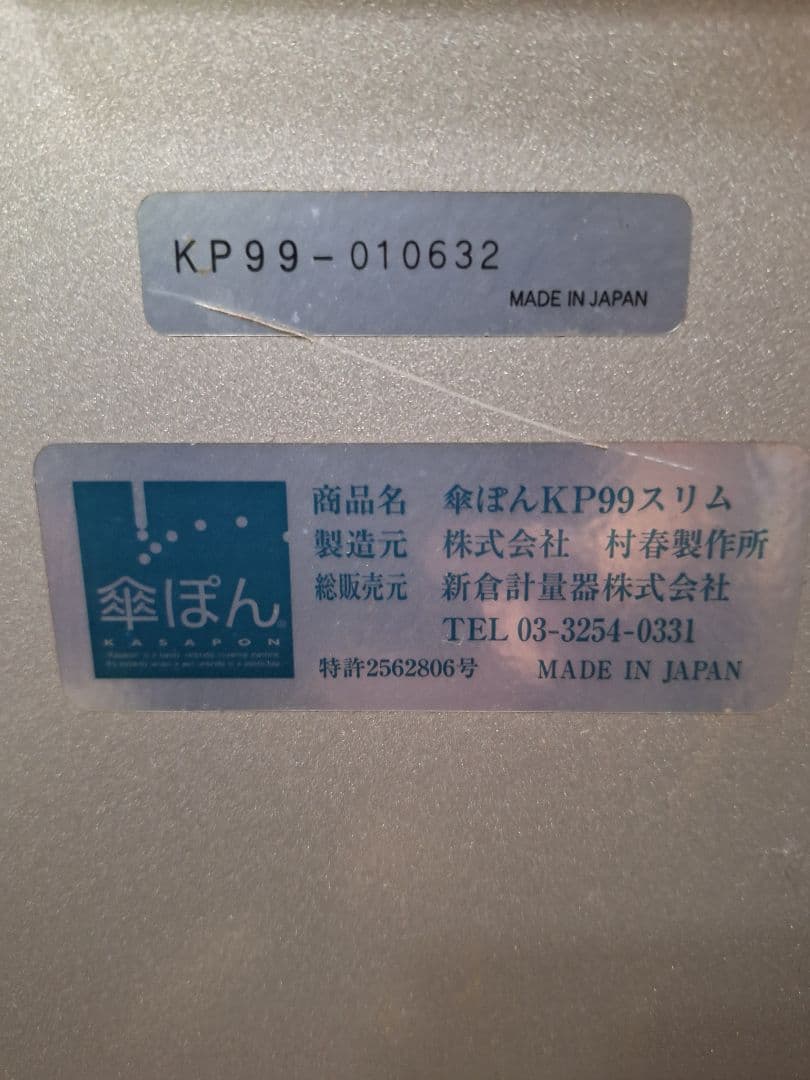 KP99-010632
MADE IN JAPAN
傘ぽん®
KASAPON
商品名 傘ぽんKP99スリム
製造元 株式会社 村春製作所
総販売元 新倉計量器株式会社
TEL 03-3254-0331
特許2562806号 MADE IN JAPAN